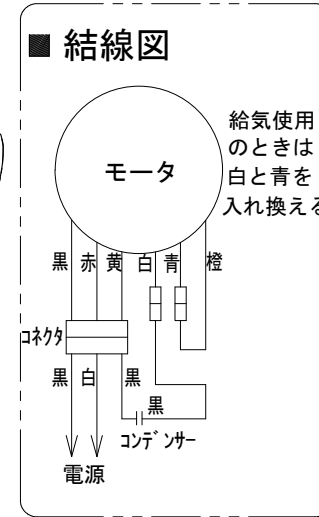 ■ 結線図
給気使用
のときは
白と青を
入れ換える
モータ
黒 赤 黄 白 青 橙
コネクタ
黒 白 黒
黒
コンデンサー
電源